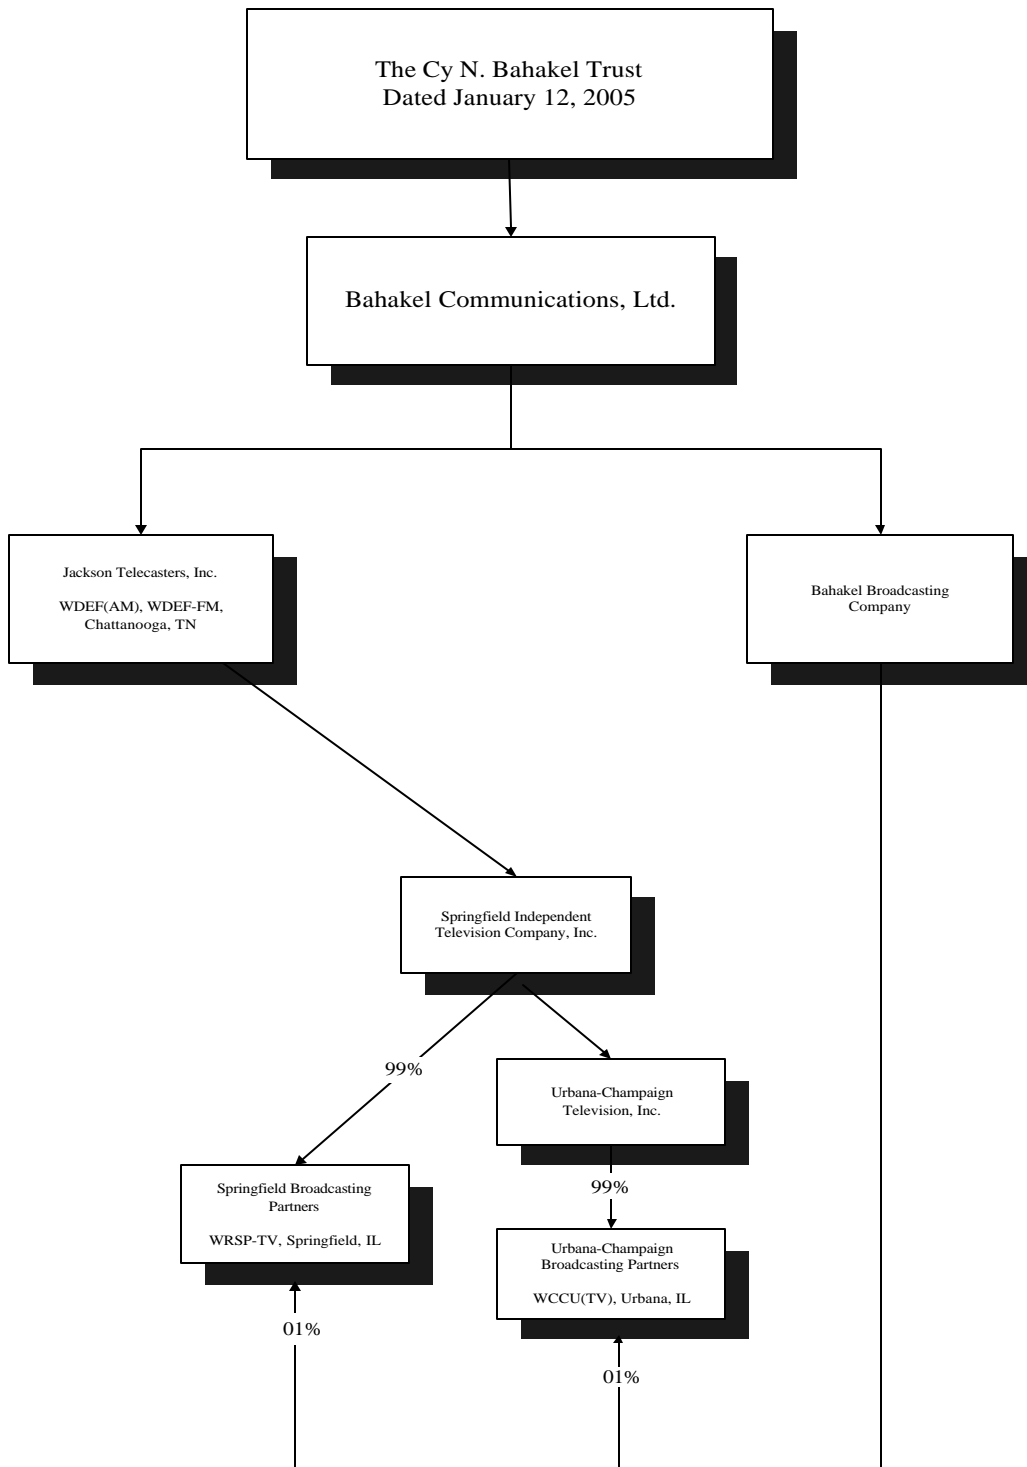 The Cy N. Bahakel Trust
Dated January 12, 2005
Bahakel Communications, Ltd.
Jackson Telecasters, Inc.
WDEF(AM), WDEF-FM,
Chattanooga, TN
Bahakel Broadcasting
Company
Springfield Independent
Television Company, Inc.
99%
Urbana-Champaign
Television, Inc.
99%
Springfield Broadcasting
Partners
WRSP-TV, Springfield, IL
Urbana-Champaign
Broadcasting Partners
WCCU(TV), Urbana, IL
01%
01%